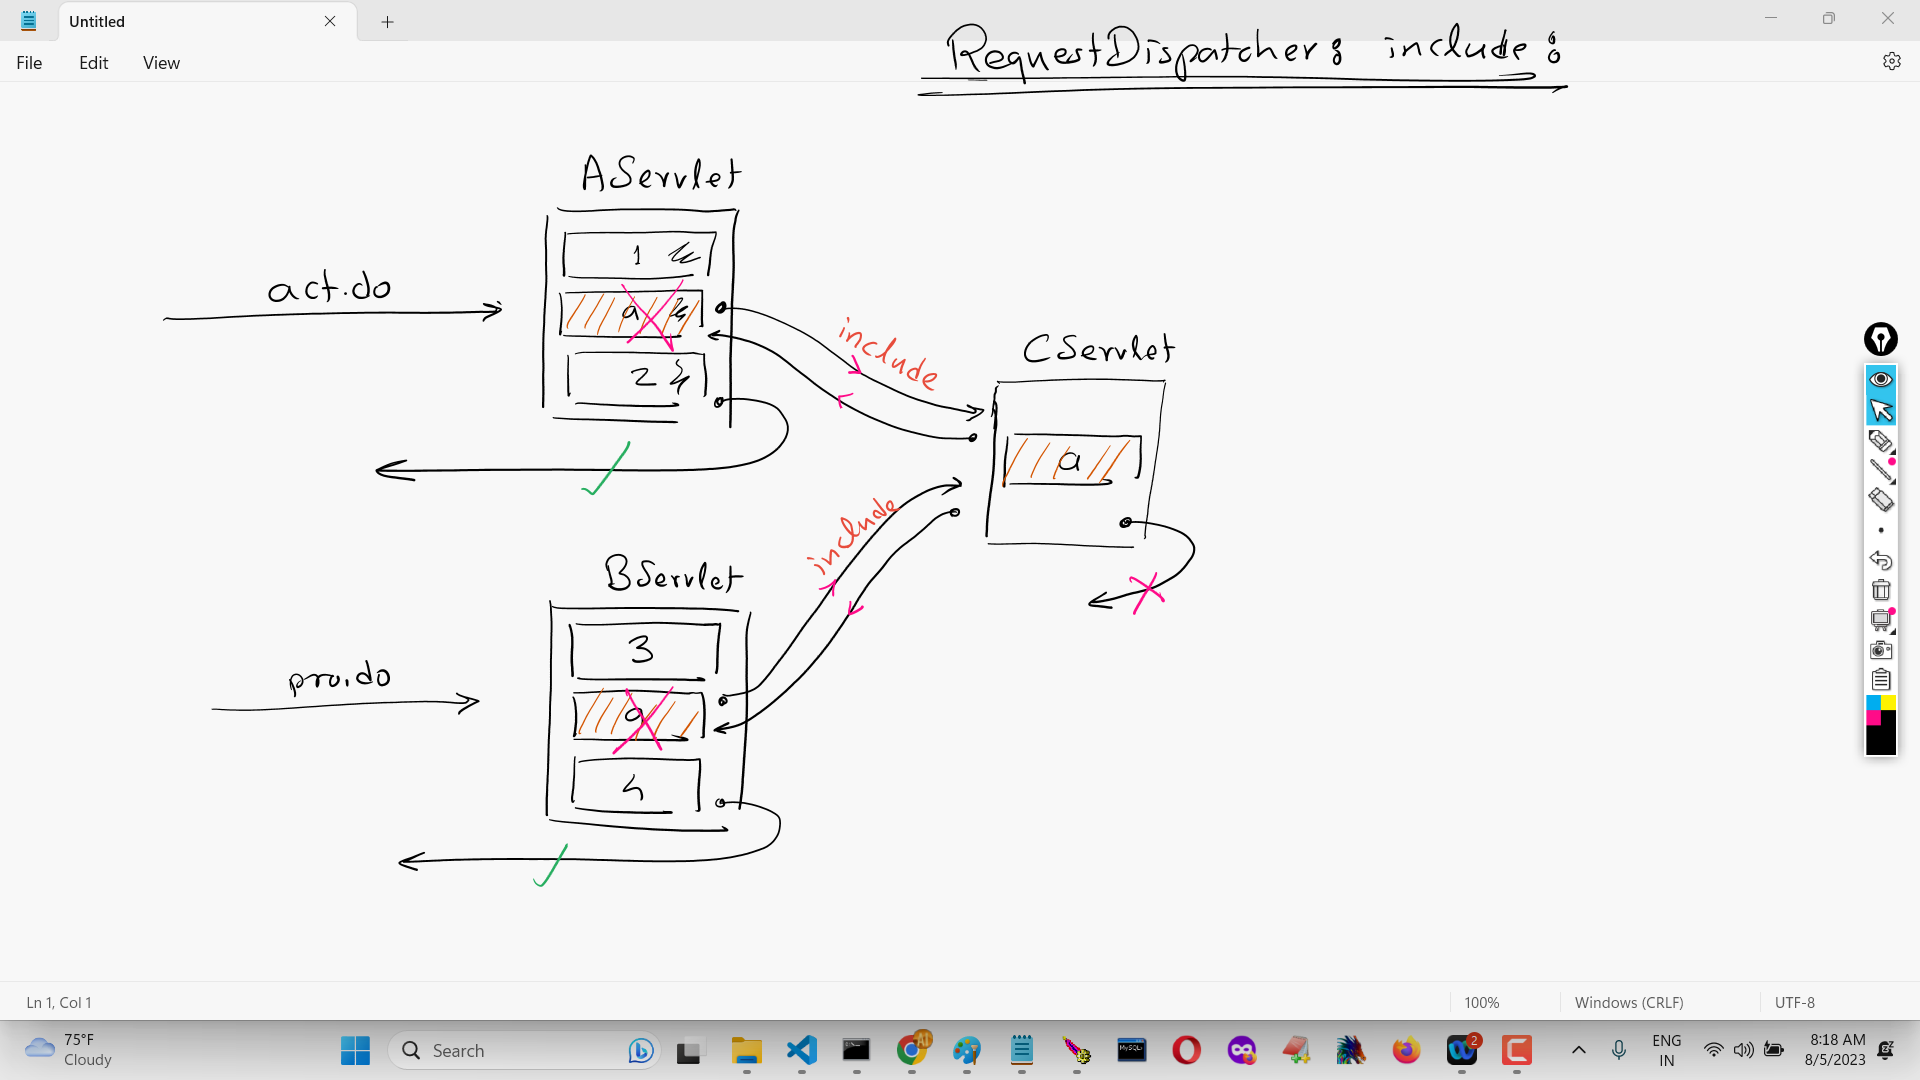 Untitled
RequestDispatcher: include:
File Edit View
AServlet
1
act.do
a
include
2
CServlet
a
include
BServlet
3
pro.do
a
4
Ln 1, Col 1 100% Windows (CRLF) UTF-8
75°F
Cloudy
Search
MySQL
2
ENG
IN
8:18 AM
8/5/2023